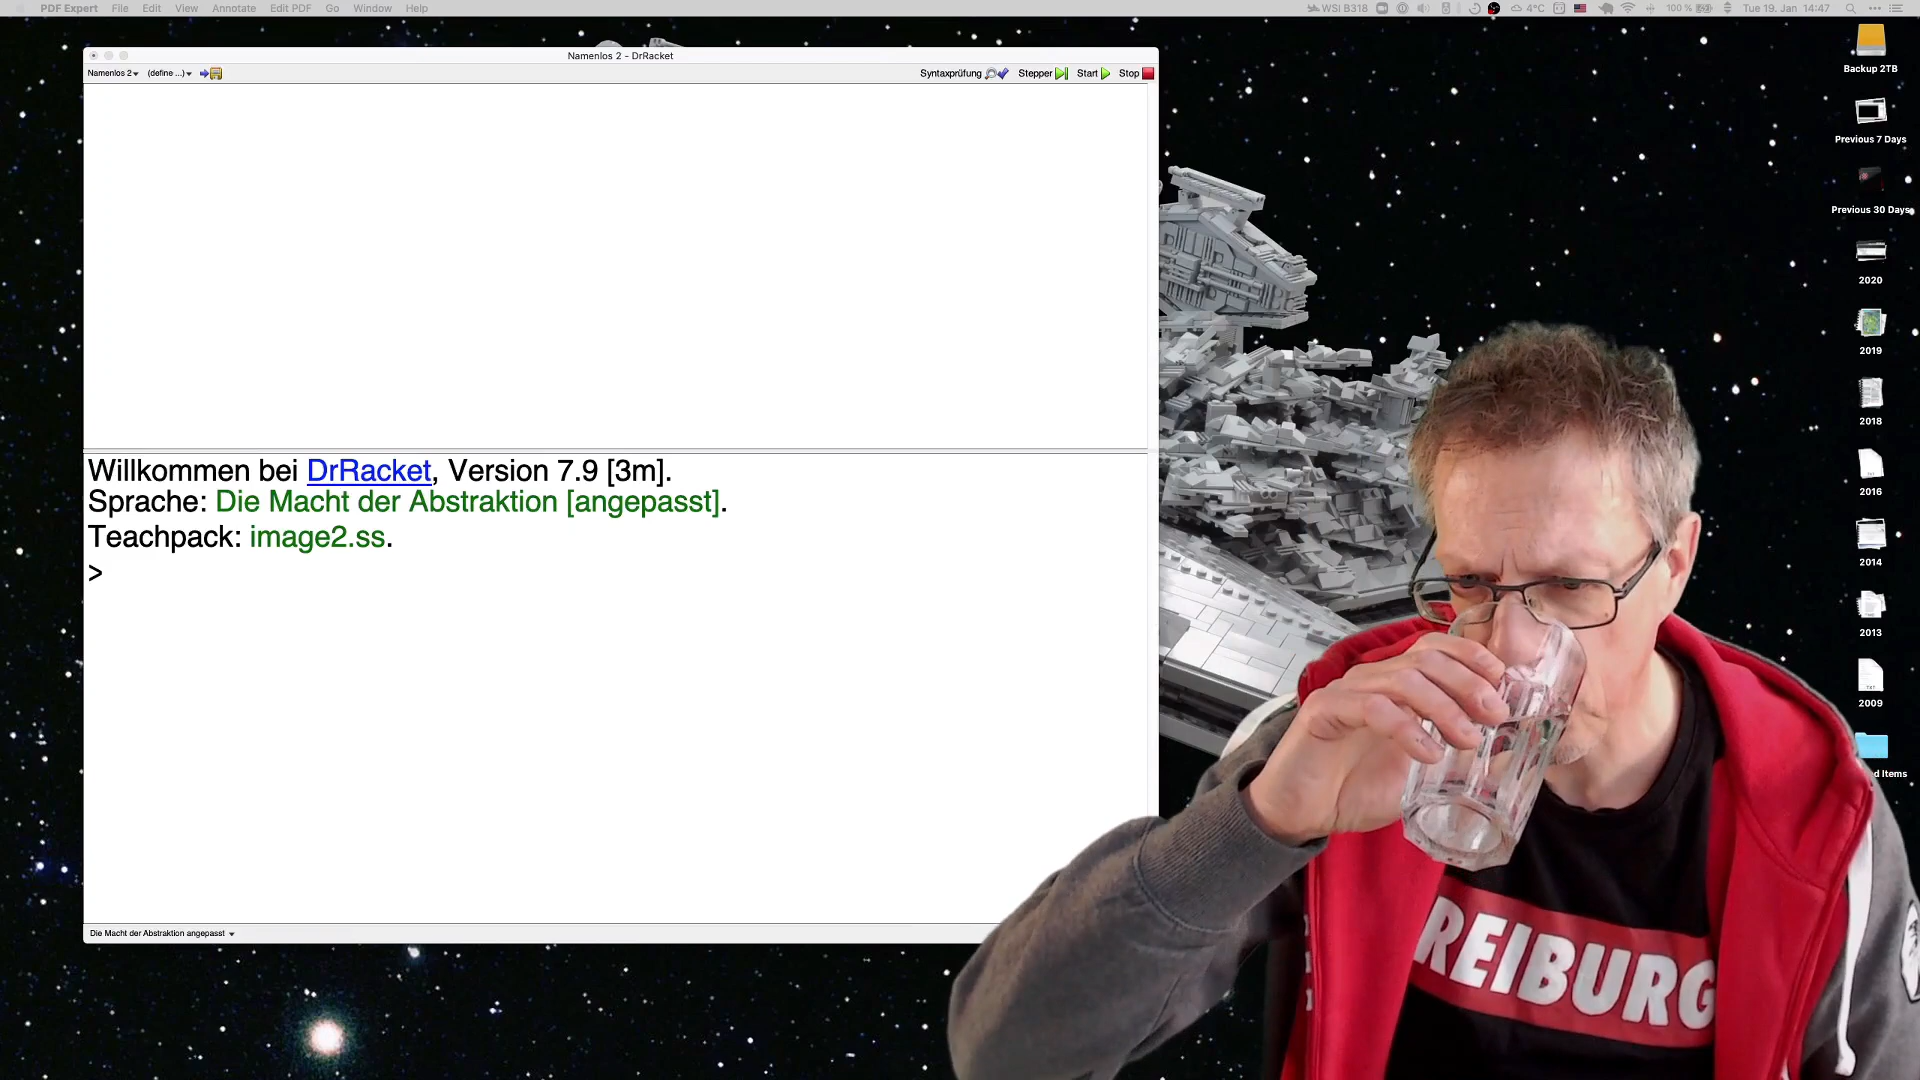 PDF Expert File Edit View Annotate Edit PDF Go Window Help
WSI B318 4°C 100 % Tue 19. Jan 14:47
Namenlos 2 - DrRacket
Namenlos 2 (define ...) Syntaxprüfung Stepper Start Stop
Willkommen bei DrRacket, Version 7.9 [3m].
Sprache: Die Macht der Abstraktion [angepasst].
Teachpack: image2.ss.
>
Die Macht der Abstraktion angepasst
Backup 2TB
Previous 7 Days
Previous 30 Days
2020
2019
2018
2016
2014
2013
2009
d Items
REIBURG